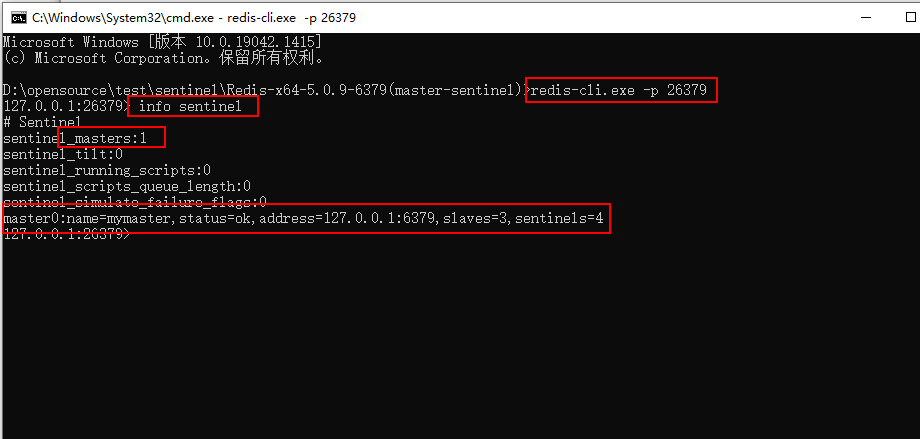 C:\Windows\System32\cmd.exe - redis-cli.exe -p 26379
Microsoft Windows [版本 10.0.19042.1415]
(c) Microsoft Corporation。保留所有权利。
D:\opensource\test\sentinel\Redis-x64-5.0.9-6379(master-sentinel)>redis-cli.exe -p 26379
127.0.0.1:26379> info sentinel
# Sentinel
sentinel_masters:1
sentinel_tilt:0
sentinel_running_scripts:0
sentinel_scripts_queue_length:0
sentinel_simulate_failure_flags:0
master0:name=mymaster,status=ok,address=127.0.0.1:6379,slaves=3,sentinels=4
127.0.0.1:26379>